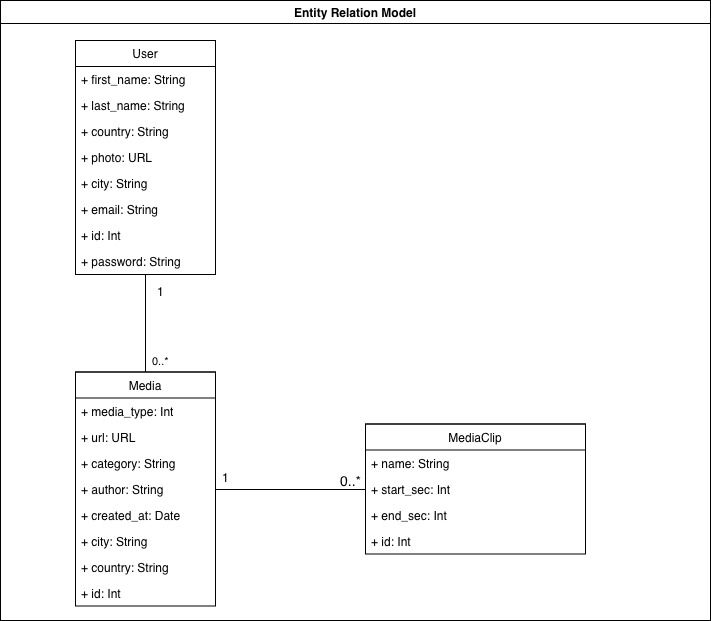 Entity Relation Model
User
+ first_name: String
+ last_name: String
+ country: String
+ photo: URL
+ city: String
+ email: String
+ id: Int
+ password: String
1
0..*
Media
+ media_type: Int
+ url: URL
+ category: String
+ author: String
+ created_at: Date
+ city: String
+ country: String
+ id: Int
1
0..*
MediaClip
+ name: String
+ start_sec: Int
+ end_sec: Int
+ id: Int